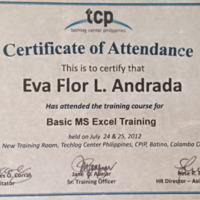 tcp
techlog center philippines
Certificate of Attendance
This is to certify that
Eva Flor L. Andrada
Has attended the training course for
Basic MS Excel Training
held on July 24 & 25, 2012
New Training Room, Techlog Center Philippines, CPIP, Batino, Calamba
Sr. Training Officer
HR Director –